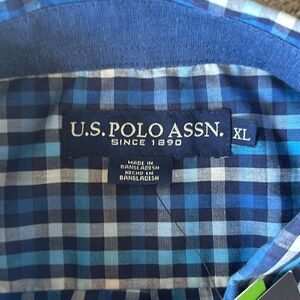 U.S. POLO ASSN.
SINCE 1890
XL
MADE IN
BANGLADESH
HECHO EN
BANGLADESH